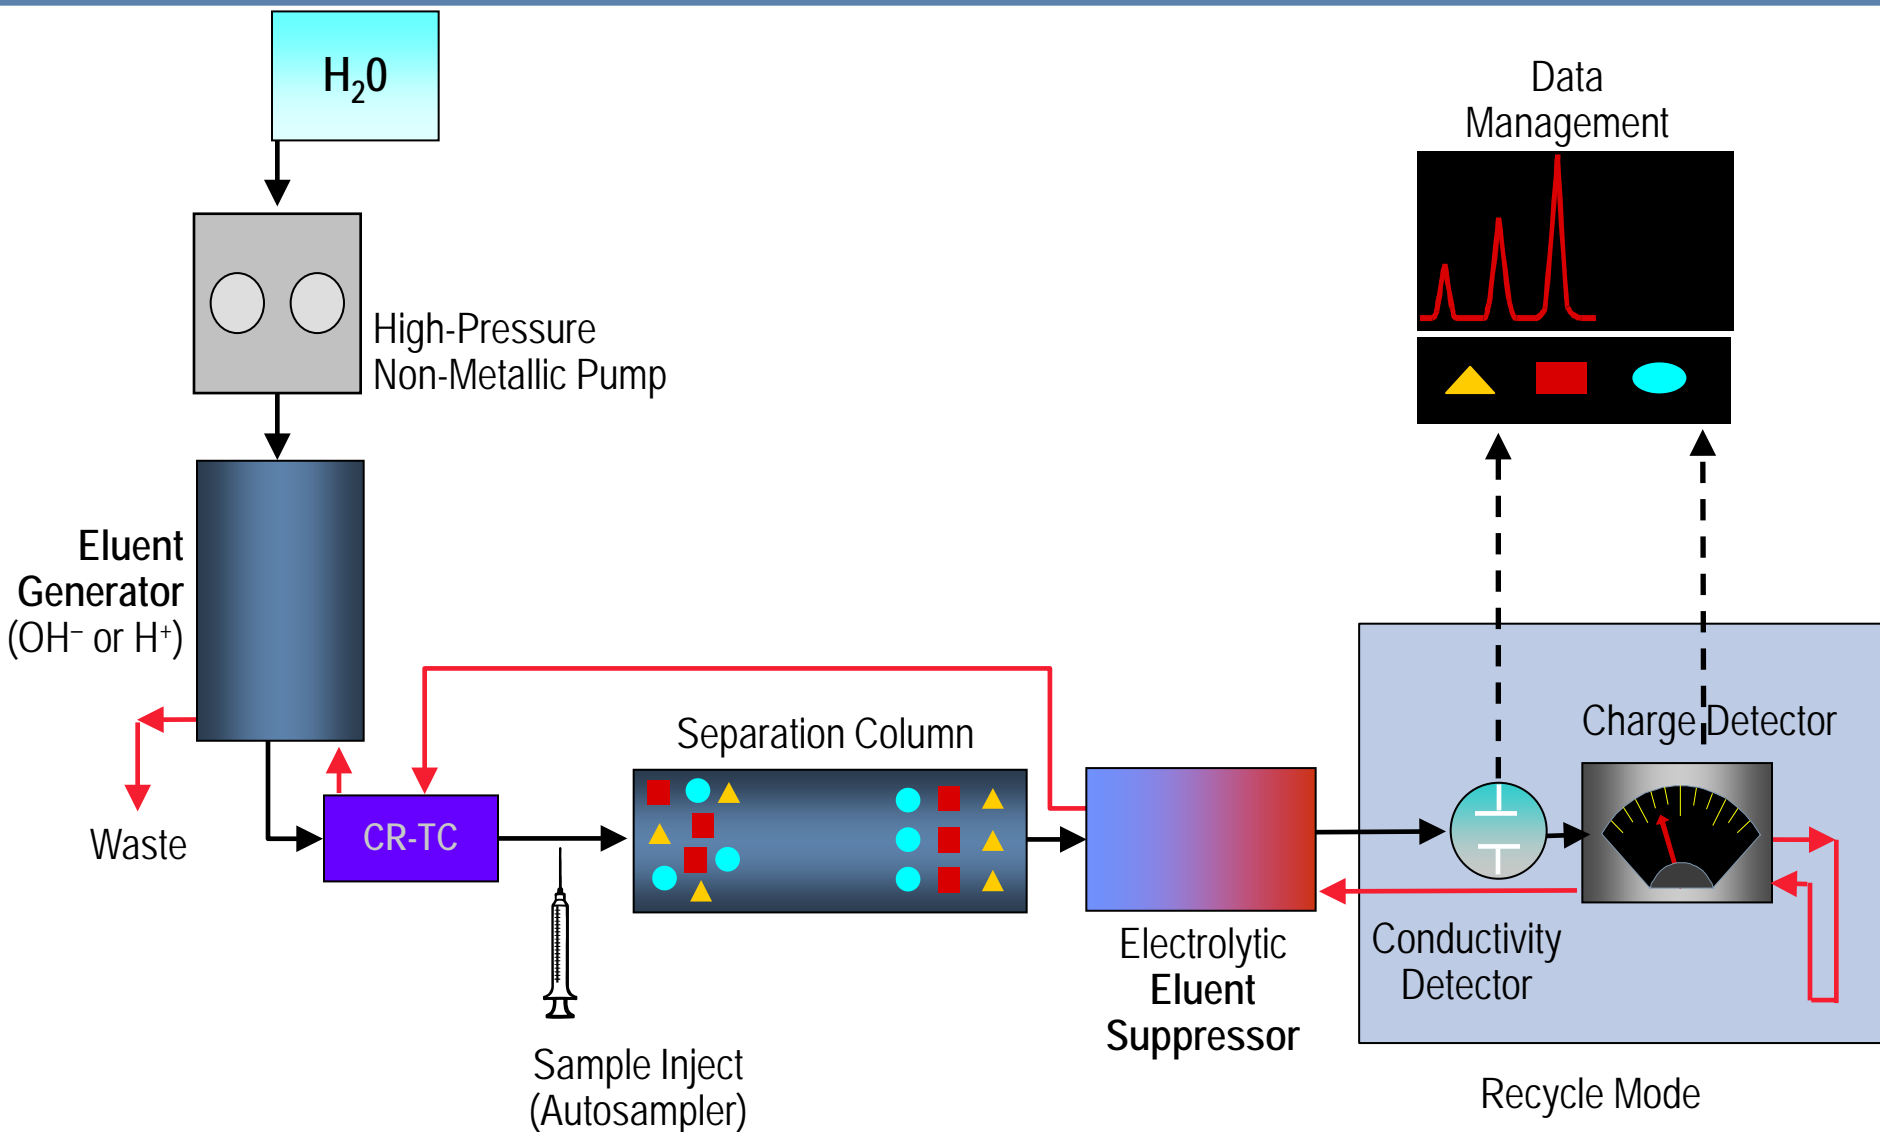 H₂0
Data
Management
High-Pressure
Non-Metallic Pump
Eluent
Generator
(OH⁻ or H⁺)
Waste
CR-TC
Separation Column
Charge Detector
Sample Inject
(Autosampler)
Electrolytic
Eluent
Suppressor
Conductivity
Detector
Recycle Mode